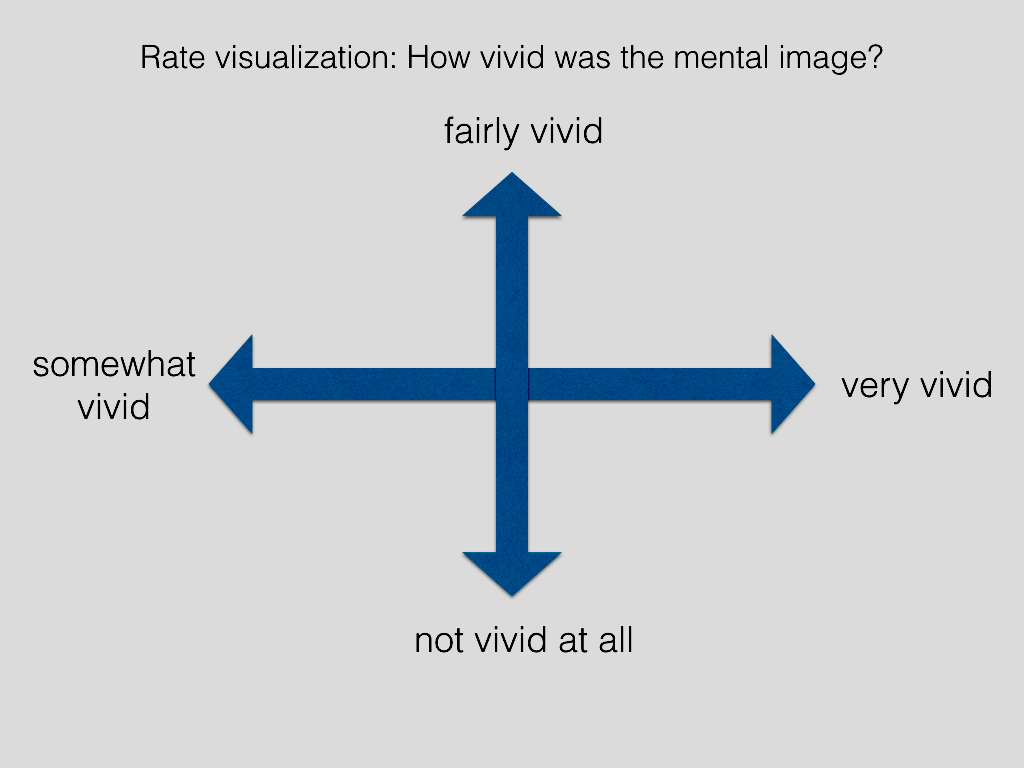 Rate visualization: How vivid was the mental image?
fairly vivid
somewhat
vivid
very vivid
not vivid at all